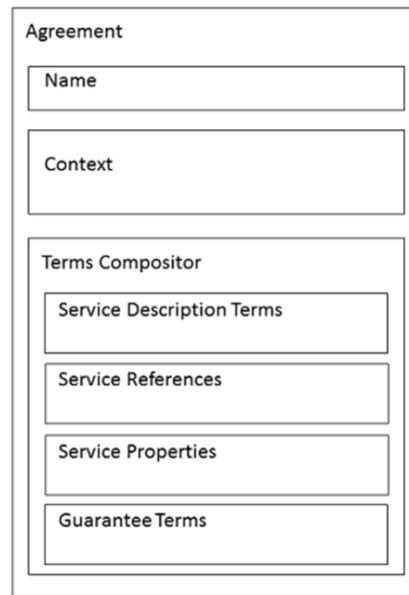 Agreement
Name
Context
Terms Compositor
Service Description Terms
Service References
Service Properties
Guarantee Terms